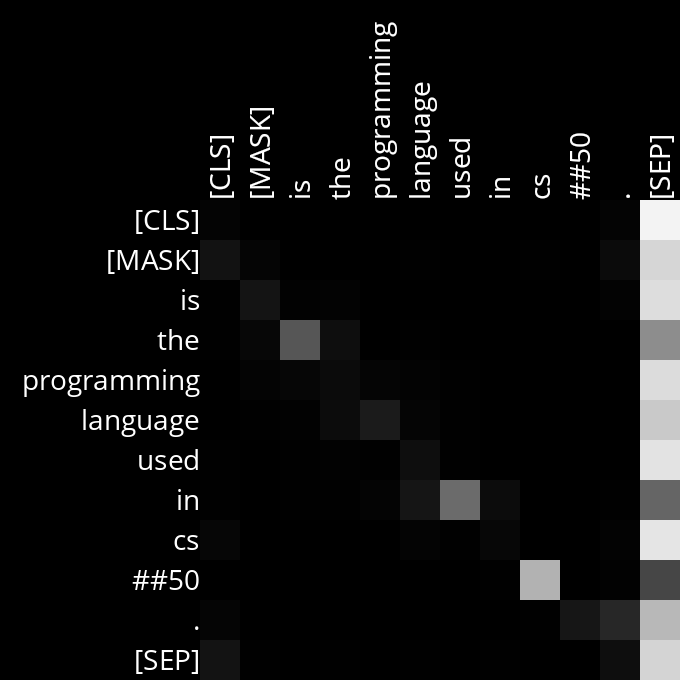 [CLS]
[MASK]
is
the
programming
language
used
in
cs
##50
.
[SEP]
[CLS]
[MASK]
is
the
programming
language
used
in
cs
##50
.
[SEP]